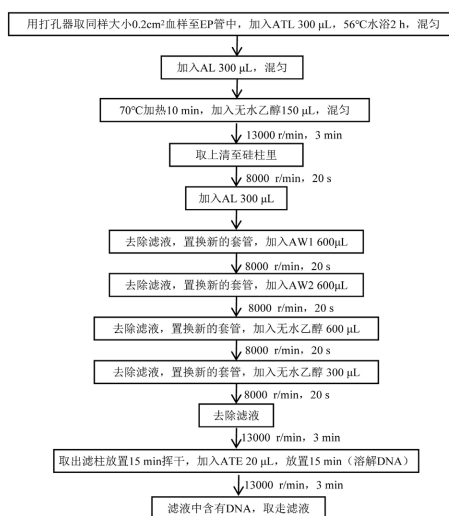 用打孔器取同样大小0.2cm²血样至EP管中，加入ATL 300 μL，56℃水浴2 h，混匀
加入AL 300 μL，混匀
70℃加热10 min，加入无水乙醇150 μL，混匀
13000 r/min，3 min
取上清至硅柱里
8000 r/min，20 s
加入AL 300 μL
去除滤液，置换新的套管，加入AW1 600μL
8000 r/min，20 s
去除滤液，置换新的套管，加入AW2 600μL
8000 r/min，20 s
去除滤液，置换新的套管，加入无水乙醇 600 μL
8000 r/min，20 s
去除滤液，置换新的套管，加入无水乙醇 300 μL
8000 r/min，20 s
去除滤液
13000 r/min，3 min
取出滤柱放置15 min挥干，加入ATE 20 μL，放置15 min（溶解DNA）
13000 r/min，3 min
滤液中含有DNA，取走滤液